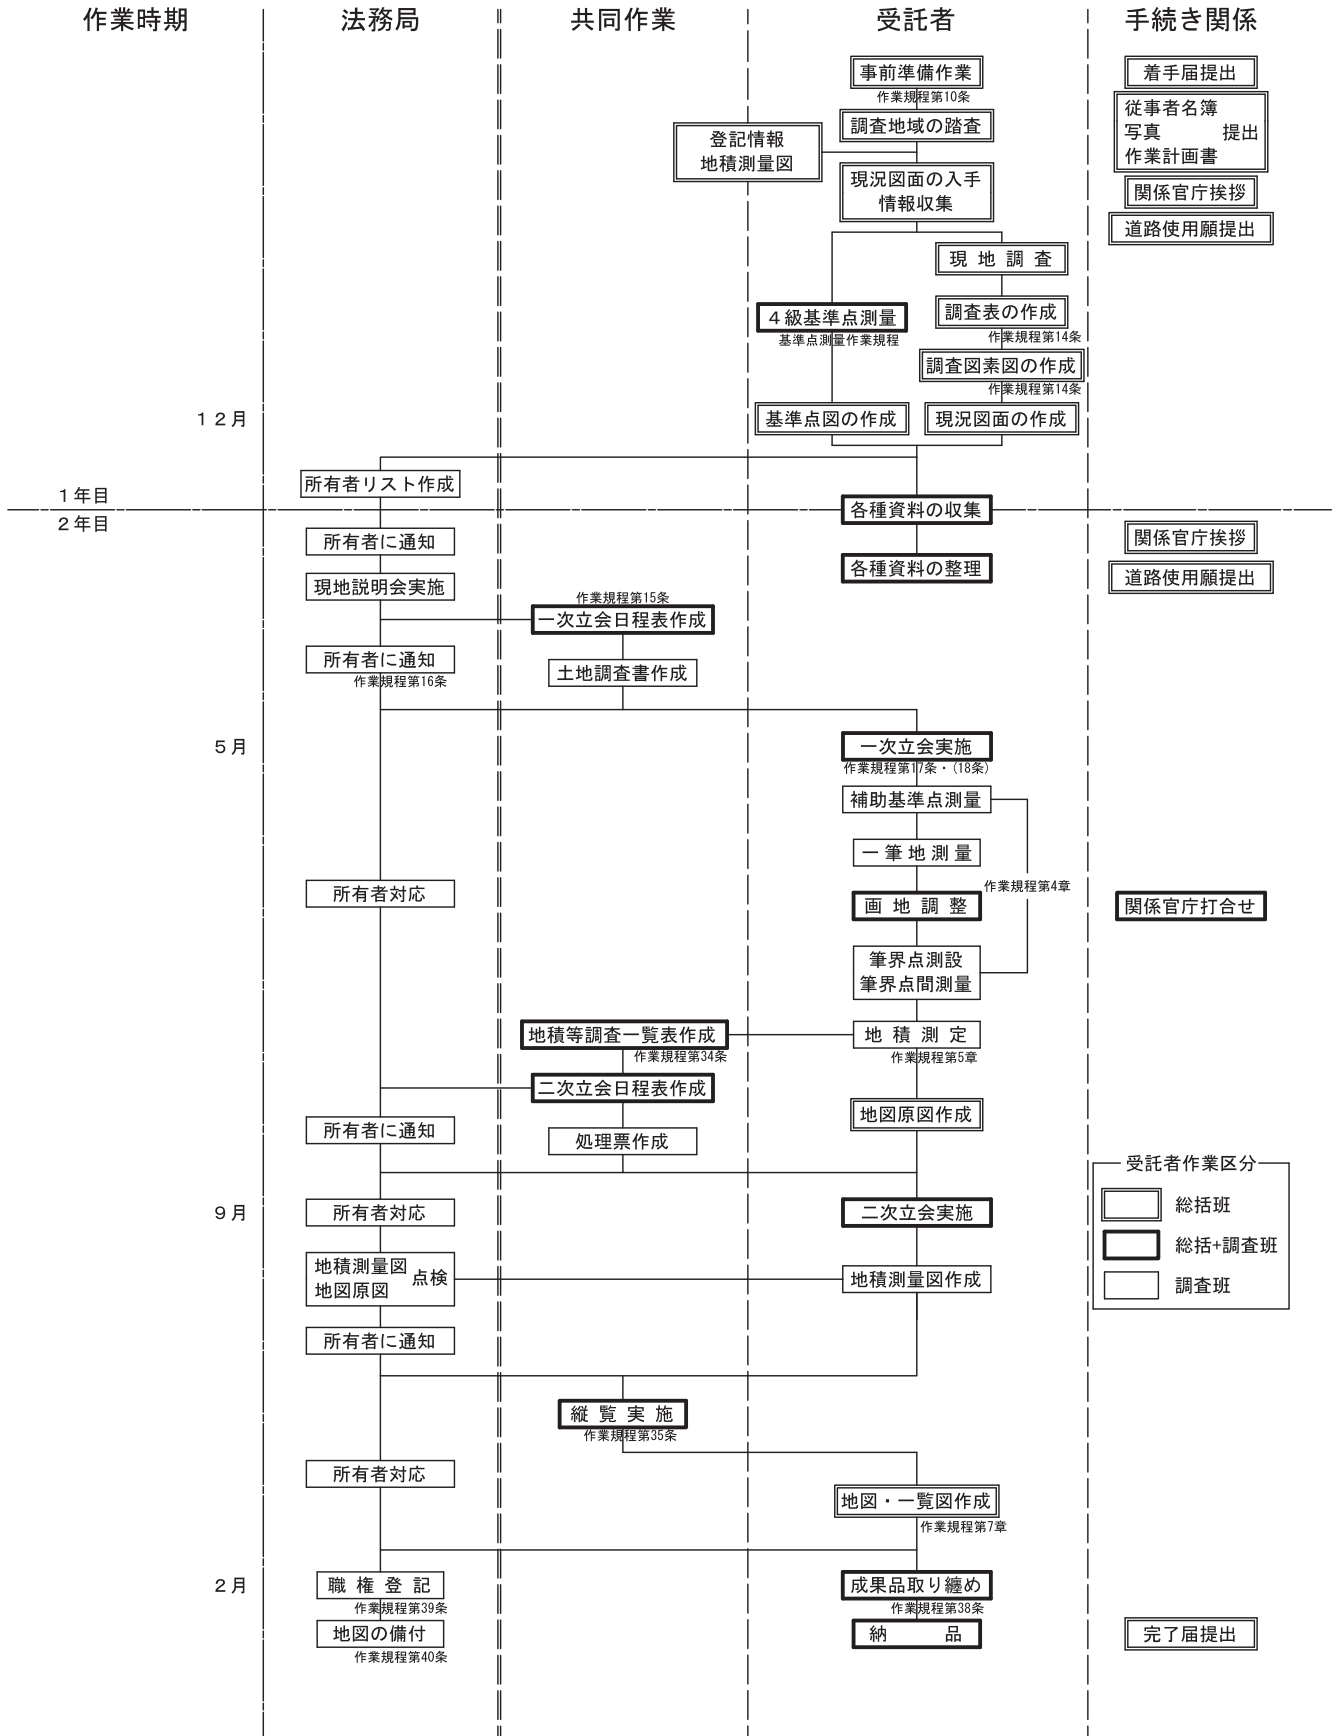 作業時期
法務局
共同作業
受託者
手続き関係
事前準備作業
作業規程第10条
着手届提出
従事者名簿
写真 提出
作業計画書
調査地域の踏査
登記情報
地積測量図
現況図面の入手
情報収集
関係官庁挨拶
道路使用願提出
現地調査
4級基準点測量
基準点測量作業規程
調査表の作成
作業規程第14条
調査図素図の作成
作業規程第14条
12月
基準点図の作成
現況図面の作成
所有者リスト作成
1年目
各種資料の収集
2年目
所有者に通知
関係官庁挨拶
各種資料の整理
現地説明会実施
道路使用願提出
作業規程第15条
一次立会日程表作成
所有者に通知
作業規程第16条
土地調査書作成
5月
一次立会実施
作業規程第17条・(18条)
補助基準点測量
一筆地測量
作業規程第4章
所有者対応
画地調整
関係官庁打合せ
筆界点測設
筆界点間測量
地積等調査一覧表作成
作業規程第34条
地積測定
作業規程第5章
二次立会日程表作成
地図原図作成
所有者に通知
処理票作成
受託者作業区分
総括班
総括+調査班
調査班
9月
所有者対応
二次立会実施
地積測量図
地図原図
点検
地積測量図作成
所有者に通知
縦覧実施
作業規程第35条
所有者対応
地図・一覧図作成
作業規程第7章
2月
職権登記
作業規程第39条
成果品取り纏め
作業規程第38条
地図の備付
作業規程第40条
納品
完了届提出